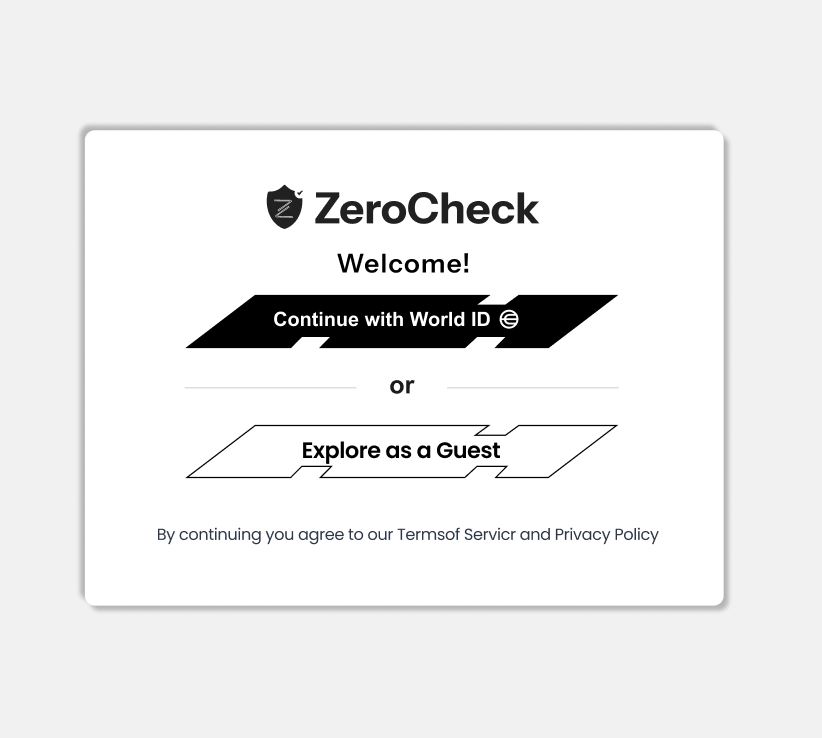 ZeroCheck
Welcome!
Continue with World ID
or
Explore as a Guest
By continuing you agree to our Termsof Servicr and Privacy Policy